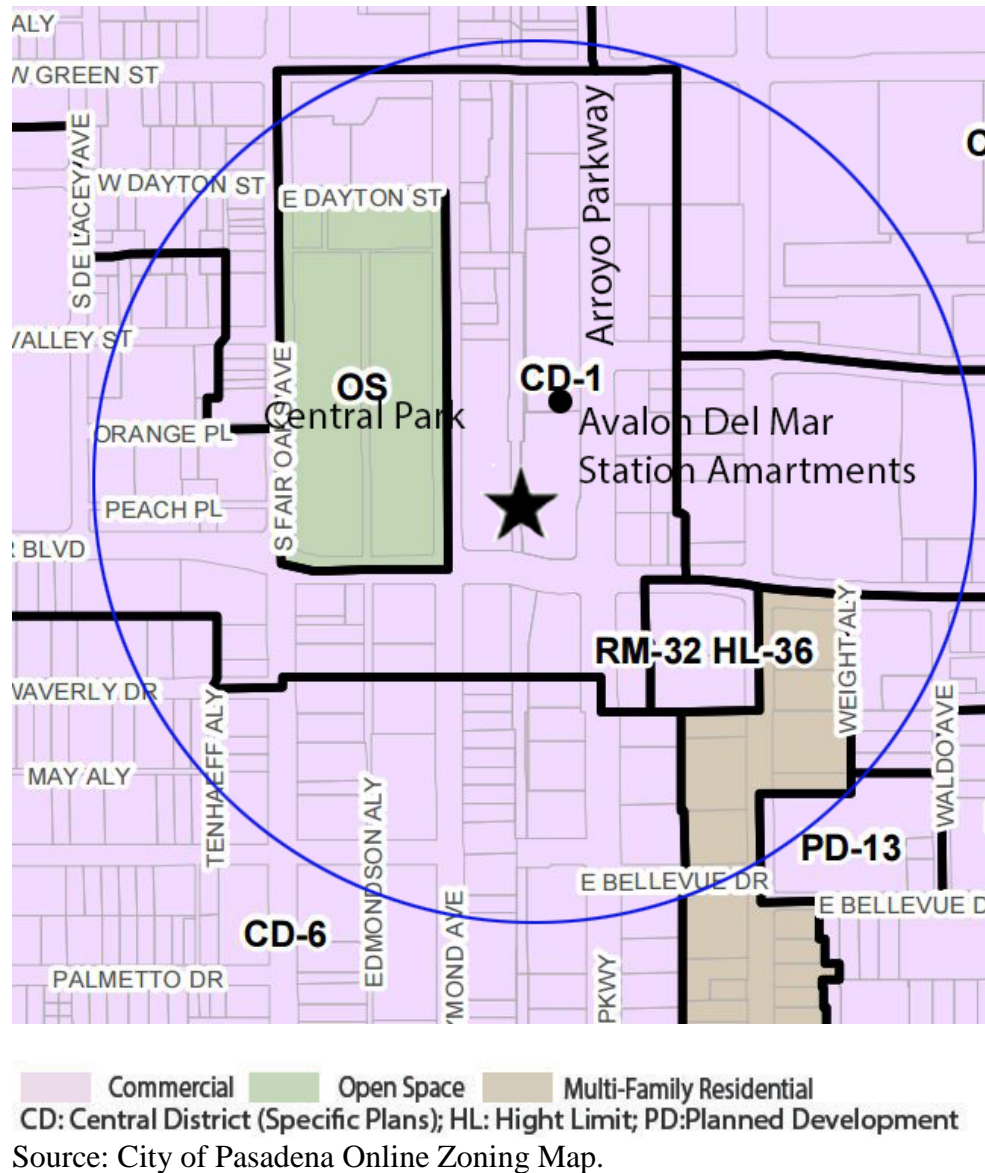 ALY
W GREEN ST
S DE LACEY AVE
W DAYTON ST
E DAYTON ST
Arroyo Parkway
C
VALLEY ST
S FAIR OAKS AVE
OS
Central Park
CD-1
Avalon Del Mar
Station Amartments
ORANGE PL
PEACH PL
R BLVD
RM-32 HL-36
WEIGHT ALY
WAVERLY DR
TENHAEFF ALY
MAY ALY
WALDO AVE
PD-13
EDMONDSON ALY
E BELLEVUE DR
E BELLEVUE D
CD-6
YMOND AVE
PKWY
PALMETTO DR
Commercial Open Space Multi-Family Residential
CD: Central District (Specific Plans); HL: Hight Limit; PD:Planned Development
Source: City of Pasadena Online Zoning Map.